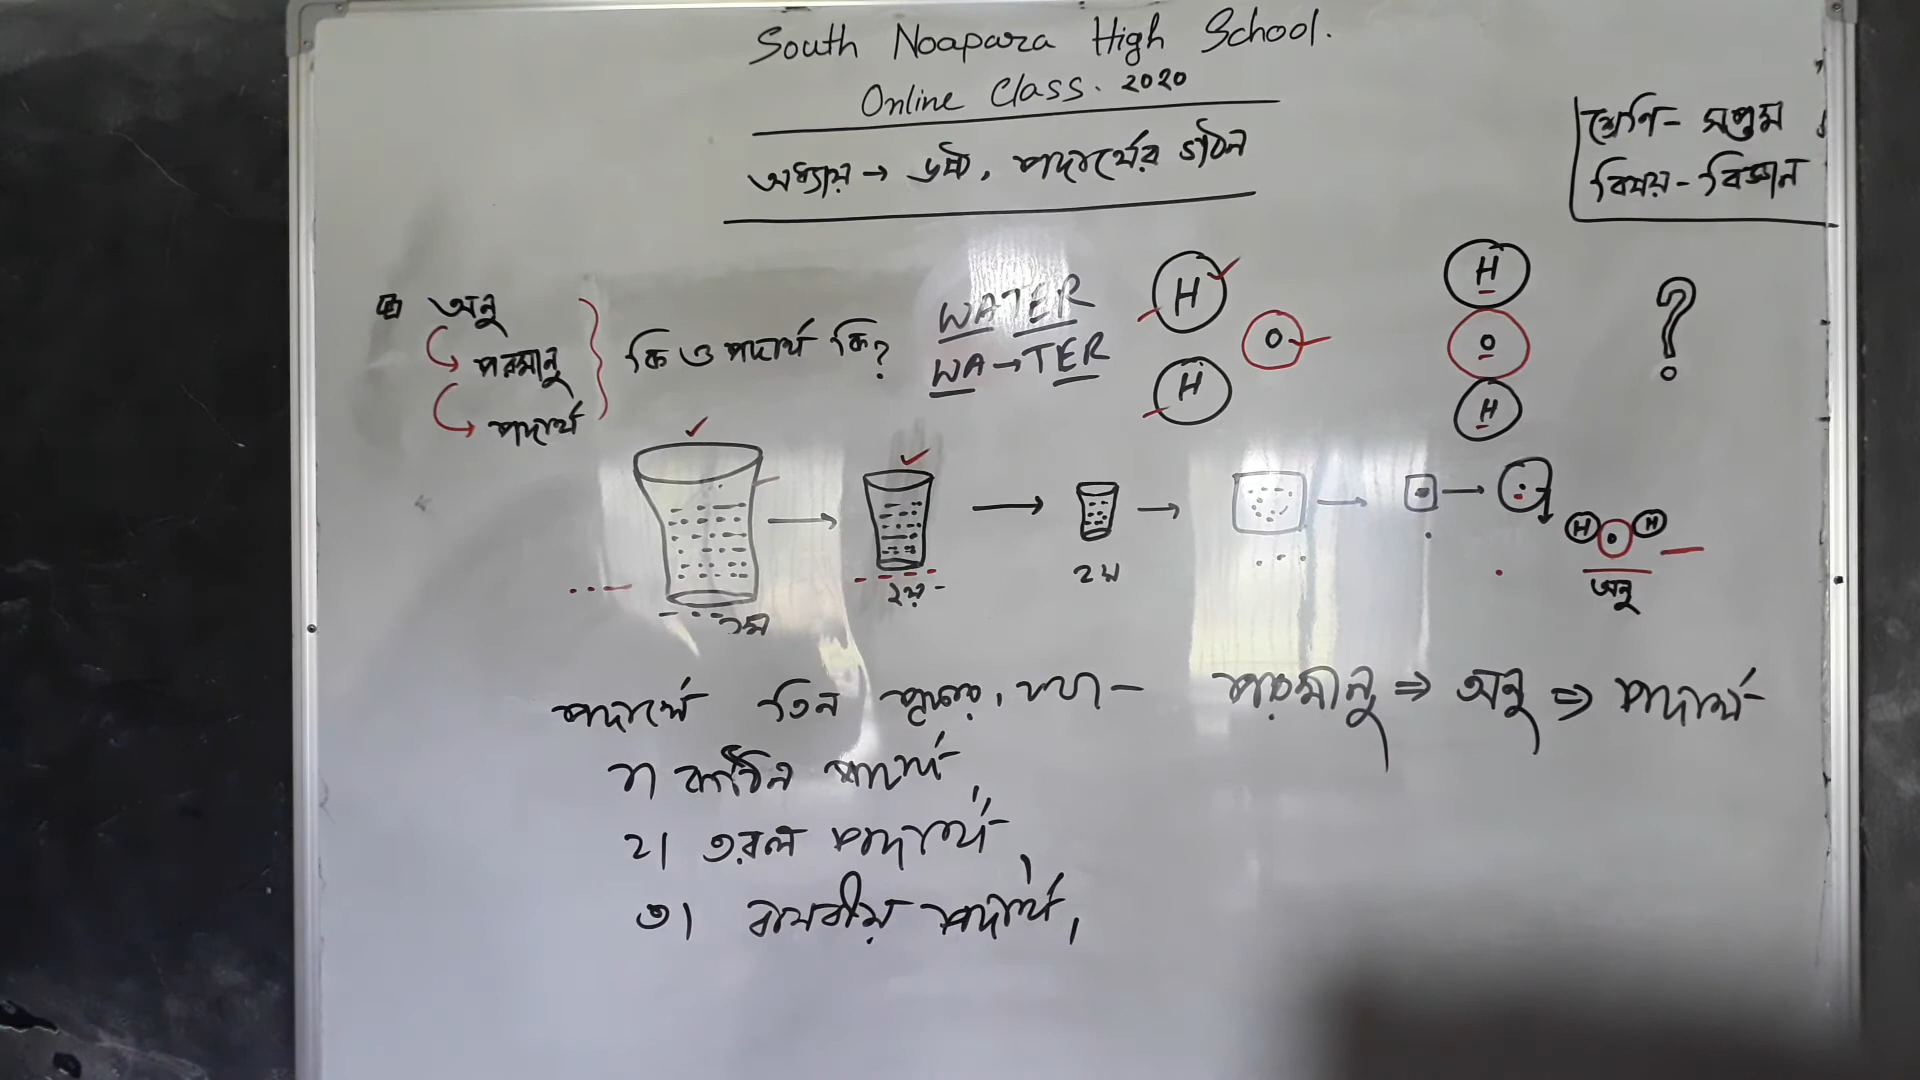 South Noapara High School.
Online Class. 2020
অধ্যায় → ৬ষ্ঠ, পদার্থের গঠন
শ্রেণি - সপ্তম
বিষয় - বিজ্ঞান
অনু
পরমানু
পদার্থ
কি ও পদার্থ কি?
WATER
WA→TER
H
O
H
H
O
H
?
১ম
২য়
২য়
H O H
অনু
পদার্থ তিন প্রকার, যথা—
পরমানু ⇒ অনু ⇒ পদার্থ
১। কঠিন পদার্থ,
২। তরল পদার্থ,
৩। বায়বীয় পদার্থ,